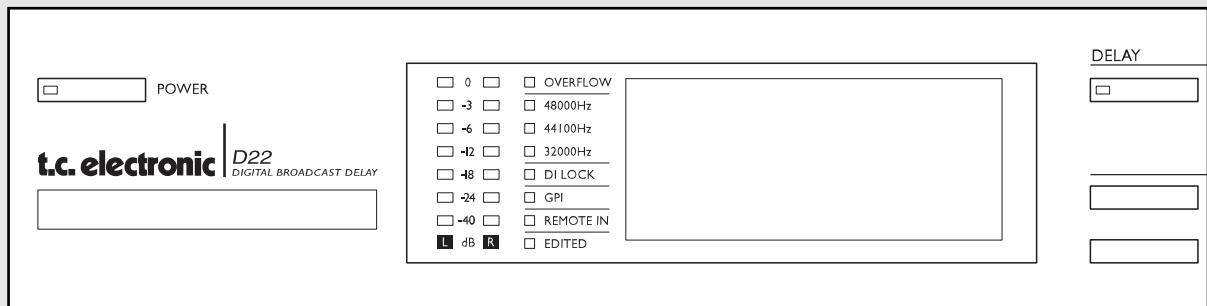 POWER
t.c. electronic D22
DIGITAL BROADCAST DELAY
0 OVERFLOW
-3 48000Hz
-6 44100Hz
-12 32000Hz
-18 DI LOCK
-24 GPI
-40 REMOTE IN
L dB R EDITED
DELAY